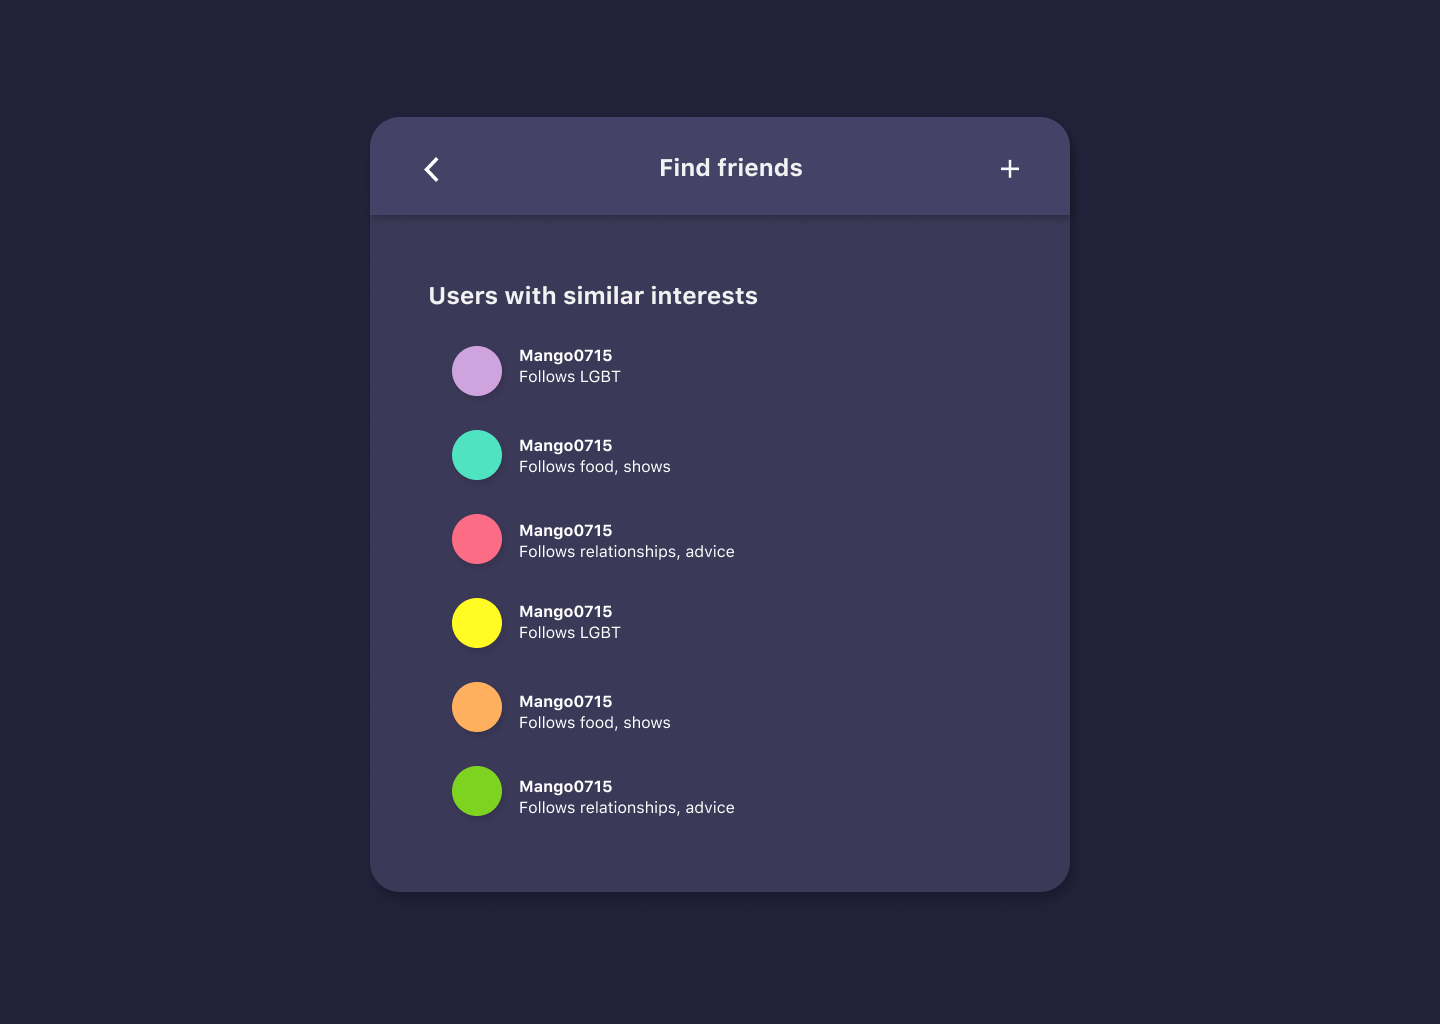 Find friends
Users with similar interests
Mango0715
Follows LGBT
Mango0715
Follows food, shows
Mango0715
Follows relationships, advice
Mango0715
Follows LGBT
Mango0715
Follows food, shows
Mango0715
Follows relationships, advice